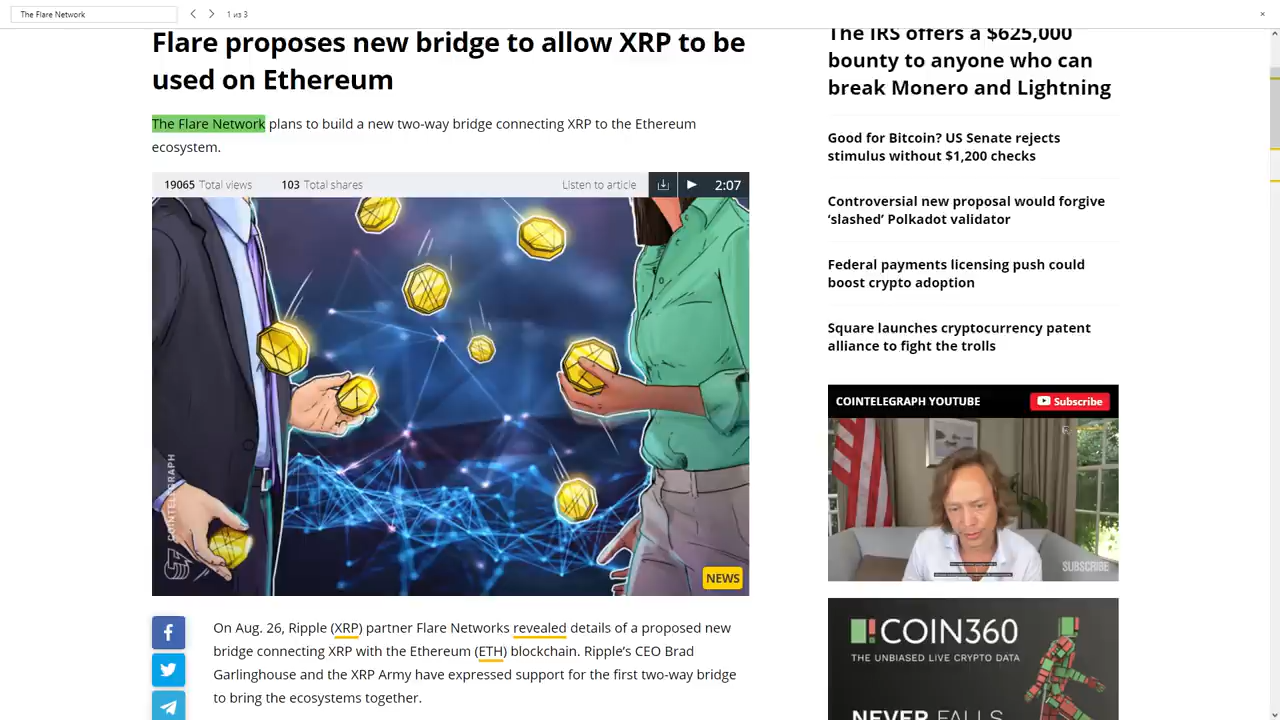 The Flare Network
1 из 3
Flare proposes new bridge to allow XRP to be
used on Ethereum
The Flare Network plans to build a new two-way bridge connecting XRP to the Ethereum
ecosystem.
19065 Total views
103 Total shares
Listen to article
2:07
COINTELEGRAPH
NEWS
On Aug. 26, Ripple (XRP) partner Flare Networks revealed details of a proposed new
bridge connecting XRP with the Ethereum (ETH) blockchain. Ripple’s CEO Brad
Garlinghouse and the XRP Army have expressed support for the first two-way bridge
to bring the ecosystems together.
The IRS offers a $625,000
bounty to anyone who can
break Monero and Lightning
Good for Bitcoin? US Senate rejects
stimulus without $1,200 checks
Controversial new proposal would forgive
‘slashed’ Polkadot validator
Federal payments licensing push could
boost crypto adoption
Square launches cryptocurrency patent
alliance to fight the trolls
COINTELEGRAPH YOUTUBE
Subscribe
SUBSCRIBE
COIN360
THE UNBIASED LIVE CRYPTO DATA
NEVER FALLS